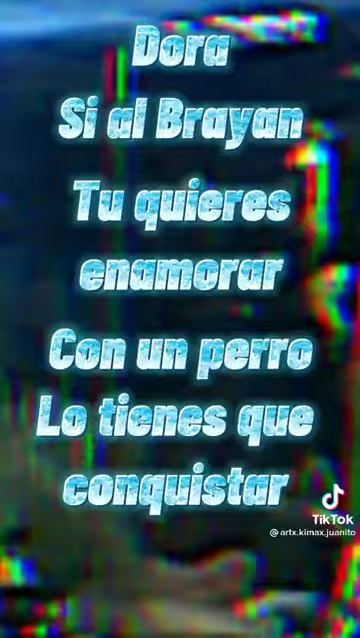 Dora
Si al Brayan
Tu quieres
enamorar
Con un perro
Lo tienes que
conquistar
TikTok
@ artx.kimax.juanito